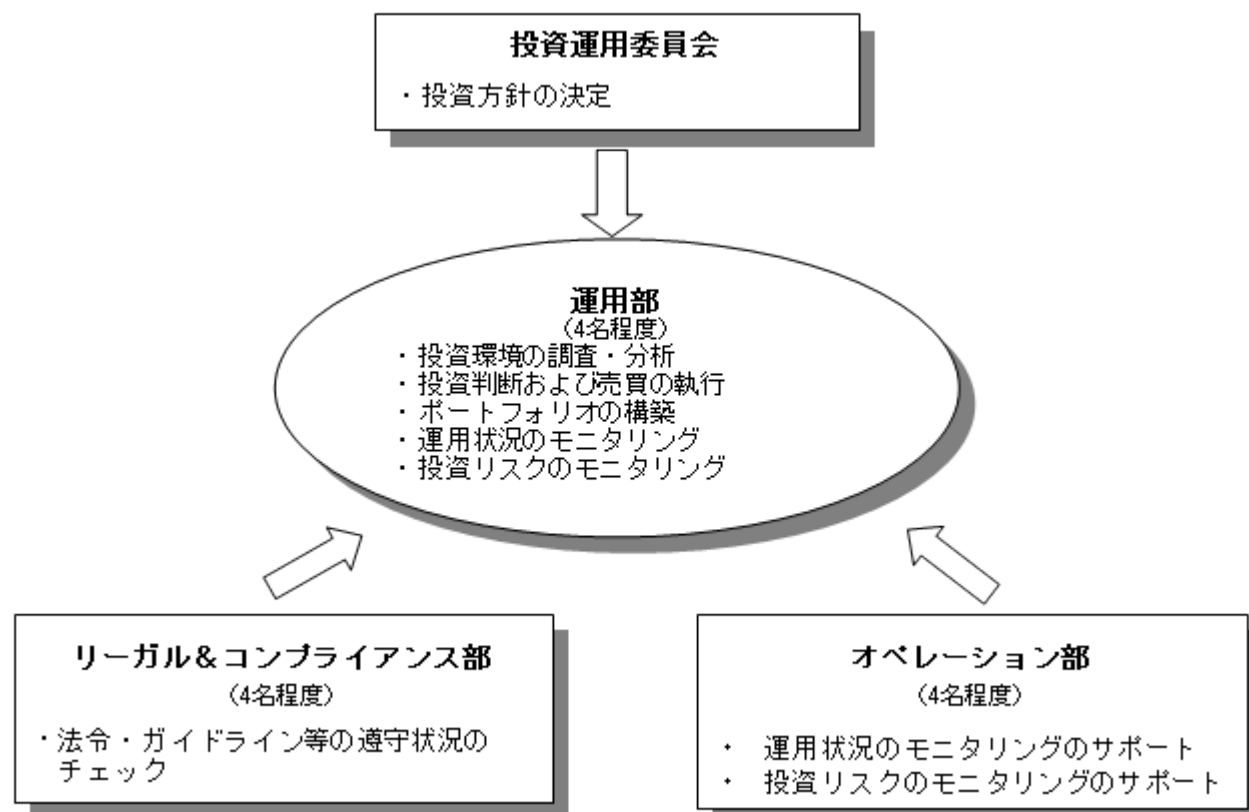 投資運用委員会
・投資方針の決定
運用部
(4名程度)
・投資環境の調査・分析
・投資判断および売買の執行
・ポートフォリオの構築
・運用状況のモニタリング
・投資リスクのモニタリング
リーガル＆コンプライアンス部
(4名程度)
・法令・ガイドライン等の遵守状況の
チェック
オペレーション部
(4名程度)
・ 運用状況のモニタリングのサポート
・ 投資リスクのモニタリングのサポート